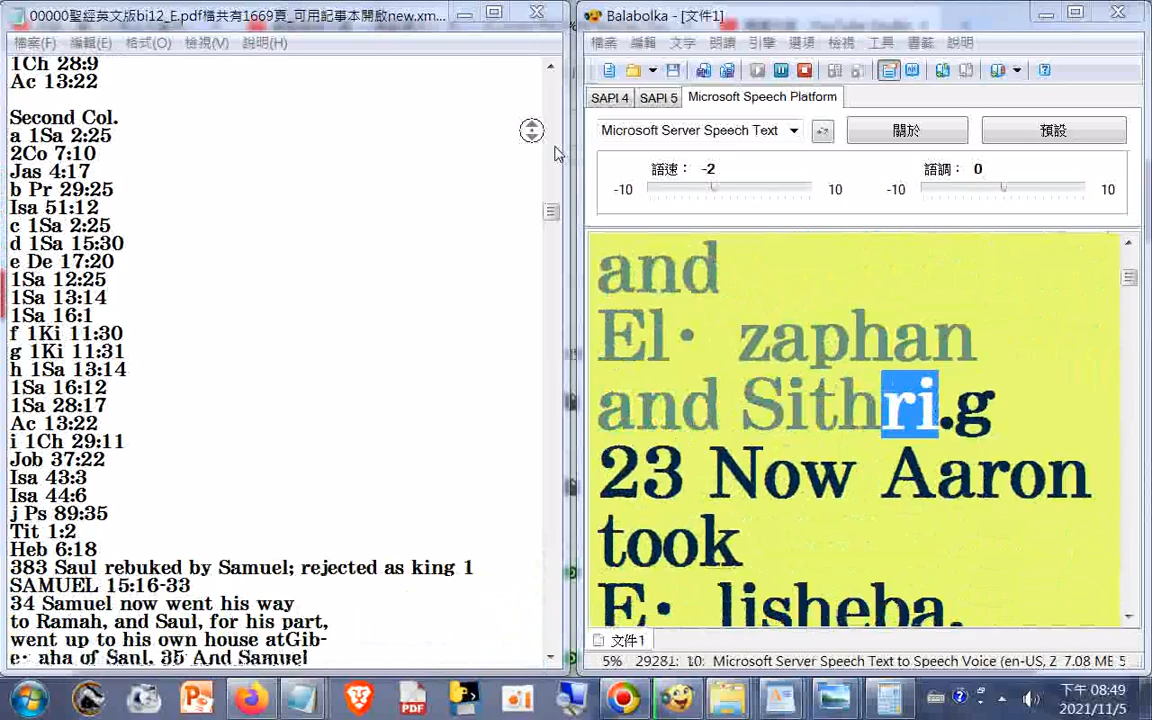 00000聖經英文版bi12_E.pdf檔共有1669頁_可用記事本開啟new.xm...
檔案(F) 編輯(E) 格式(O) 檢視(V) 說明(H)
1Ch 28:9
Ac 13:22
Second Col.
a 1Sa 2:25
2Co 7:10
Jas 4:17
b Pr 29:25
Isa 51:12
c 1Sa 2:25
d 1Sa 15:30
e De 17:20
1Sa 12:25
1Sa 13:14
1Sa 16:1
f 1Ki 11:30
g 1Ki 11:31
h 1Sa 13:14
1Sa 16:12
1Sa 28:17
Ac 13:22
i 1Ch 29:11
Job 37:22
Isa 43:3
Isa 44:6
j Ps 89:35
Tit 1:2
Heb 6:18
383 Saul rebuked by Samuel; rejected as king 1
SAMUEL 15:16-33
34 Samuel now went his way
to Ramah, and Saul, for his part,
went up to his own house atGib-
e· aha of Saul. 35 And Samuel
Balabolka - [文件1]
檔案 編輯 文字 朗讀 引擎 選項 檢視 工具 書籤 說明
SAPI 4 SAPI 5 Microsoft Speech Platform
Microsoft Server Speech Text 關於 預設
語速： -2 語調： 0
-10 10 -10 10
and
El· zaphan
and Sithri.g
23 Now Aaron
took
E· lisheba,
文件1
5% 29281: 10: Microsoft Server Speech Text to Speech Voice (en-US, Z 7.08 MB 5
PDF
下午 08:49
2021/11/5